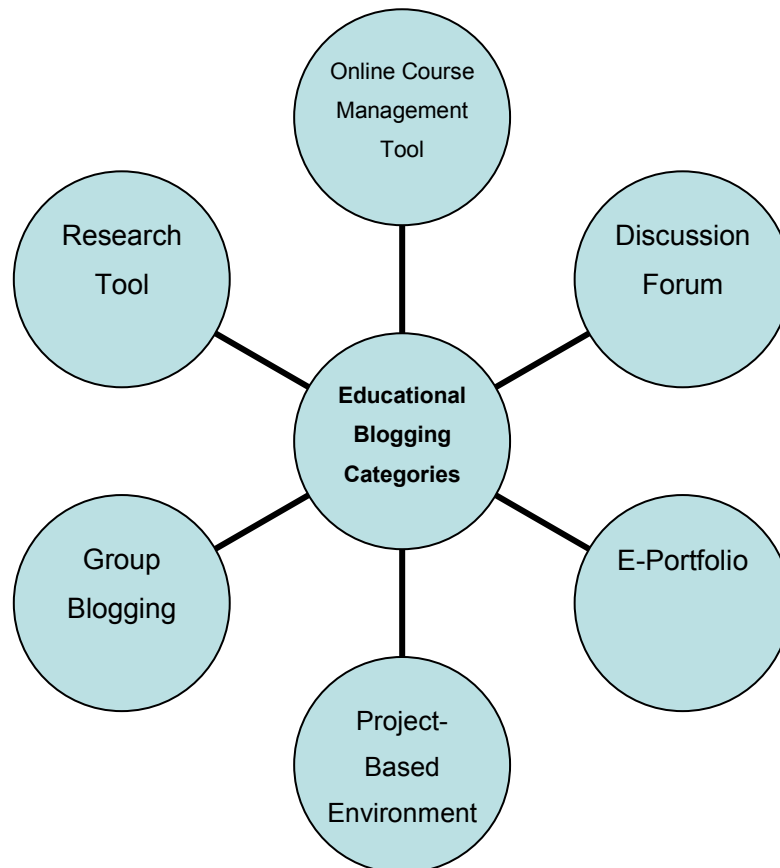 Online Course
Management
Tool
Research
Tool
Discussion
Forum
Educational
Blogging
Categories
Group
Blogging
E-Portfolio
Project-
Based
Environment